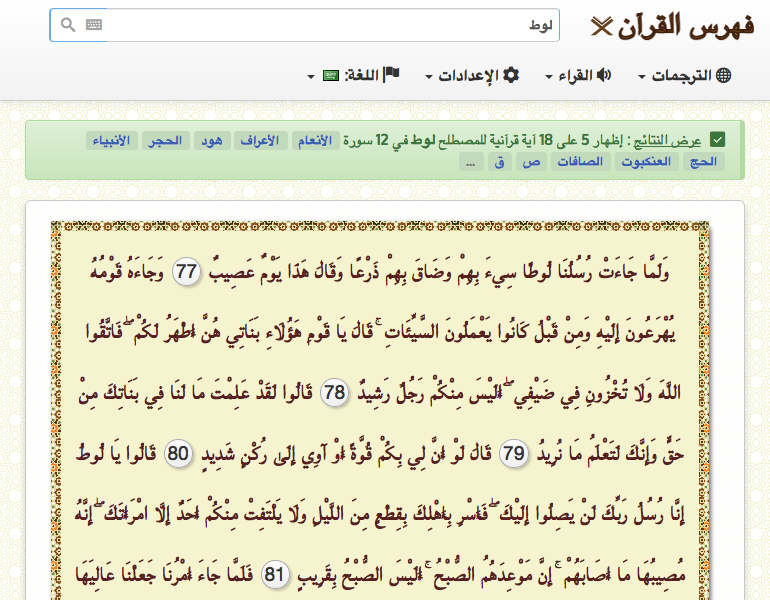 فهرس القرآن
لوط
الترجمات
القراء
الإعدادات
اللغة:
عرض النتائج : إظهار 5 على 18 آية قرآنية للمصطلح لوط في 12 سورة الأنعام الأعراف هود الحجر الأنبياء
الحج العنكبوت الصافات ص ق ...
وَلَمَّا جَاءَتْ رُسُلُنَا لُوطًا سِيءَ بِهِمْ وَضَاقَ بِهِمْ ذَرْعًا وَقَالَ هَذَا يَوْمٌ عَصِيبٌ 77 وَجَاءَهُ قَوْمُهُ
يُهْرَعُونَ إِلَيْهِ وَمِنْ قَبْلُ كَانُوا يَعْمَلُونَ السَّيِّئَاتِ ۚ قَالَ يَا قَوْمِ هَؤُلَاءِ بَنَاتِي هُنَّ أَطْهَرُ لَكُمْ ۖ فَاتَّقُوا
اللَّهَ وَلَا تُخْزُونِ فِي ضَيْفِي ۖ أَلَيْسَ مِنْكُمْ رَجُلٌ رَشِيدٌ 78 قَالُوا لَقَدْ عَلِمْتَ مَا لَنَا فِي بَنَاتِكَ مِنْ
حَقٍّ وَإِنَّكَ لَتَعْلَمُ مَا نُرِيدُ 79 قَالَ لَوْ أَنَّ لِي بِكُمْ قُوَّةً أَوْ آوِي إِلَىٰ رُكْنٍ شَدِيدٍ 80 قَالُوا يَا لُوطُ
إِنَّا رُسُلُ رَبِّكَ لَنْ يَصِلُوا إِلَيْكَ ۖ فَأَسْرِ بِأَهْلِكَ بِقِطْعٍ مِنَ اللَّيْلِ وَلَا يَلْتَفِتْ مِنْكُمْ أَحَدٌ إِلَّا امْرَأَتَكَ ۖ إِنَّهُ
مُصِيبُهَا مَا أَصَابَهُمْ ۚ إِنَّ مَوْعِدَهُمُ الصُّبْحُ ۚ أَلَيْسَ الصُّبْحُ بِقَرِيبٍ 81 فَلَمَّا جَاءَ أَمْرُنَا جَعَلْنَا عَالِيَهَا